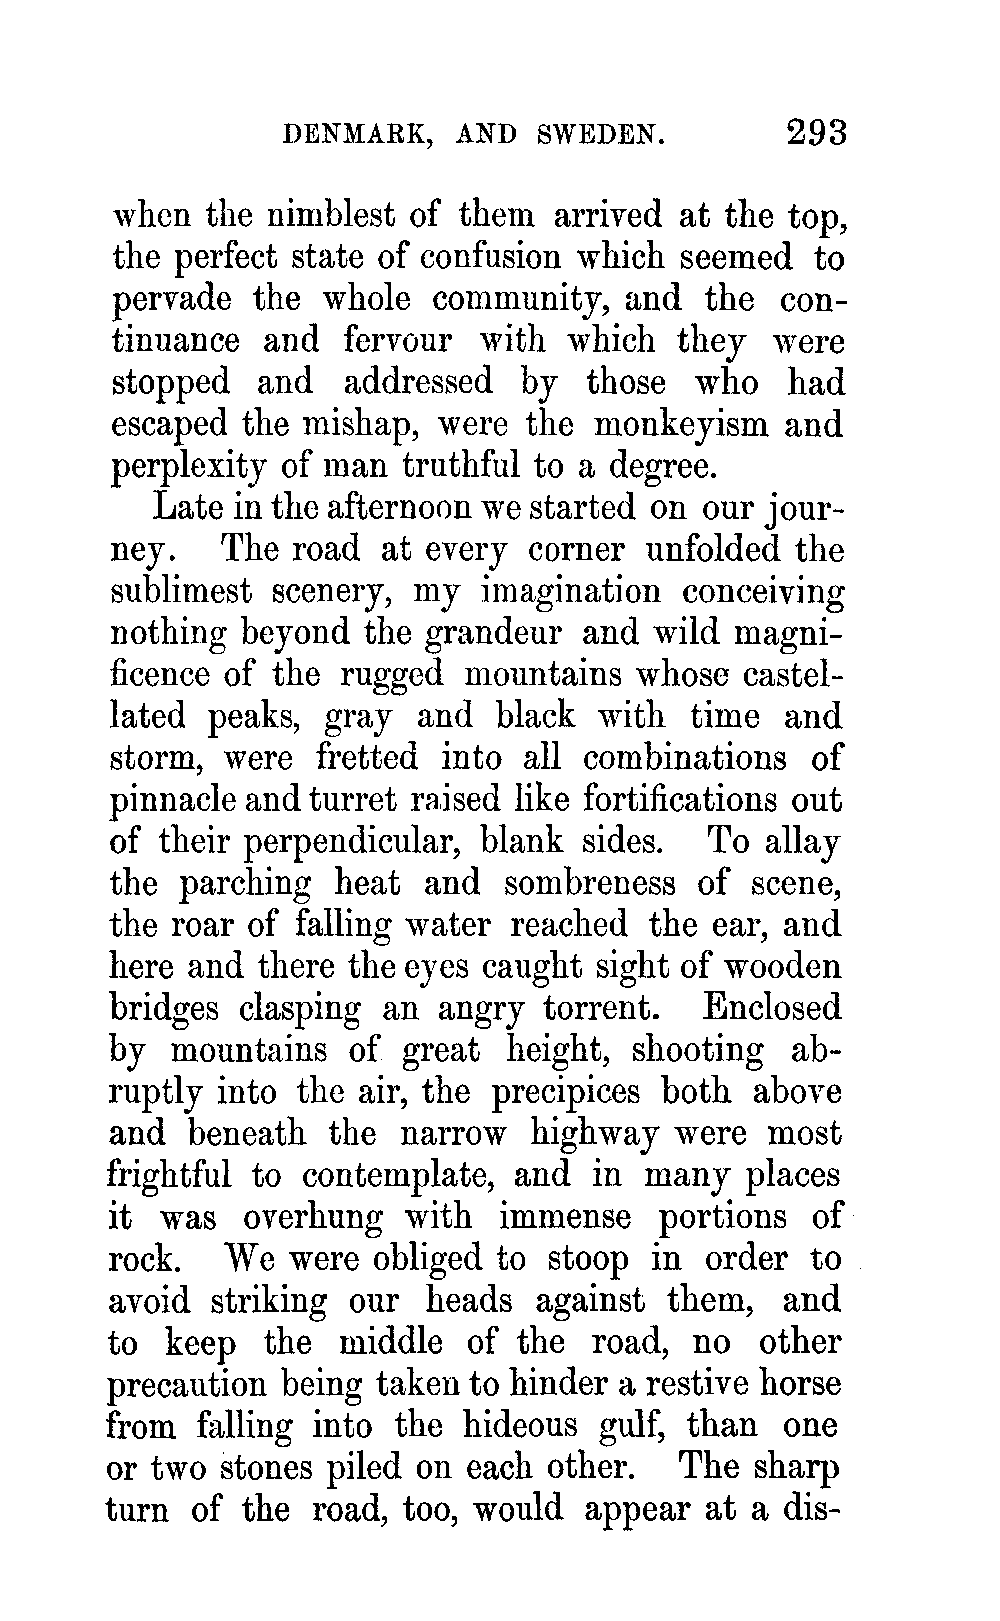 DENMARK, AND SWEDEN. 293
when the nimblest of them arrived at the top,
the perfect state of confusion which seemed to
pervade the whole community, and the con-
tinuance and fervour with which they were
stopped and addressed by those who had
escaped the mishap, were the monkeyism and
perplexity of man truthful to a degree.
Late in the afternoon we started on our jour-
ney. The road at every corner unfolded the
sublimest scenery, my imagination conceiving
nothing beyond the grandeur and wild magni-
ficence of the rugged mountains whose castel-
lated peaks, gray and black with time and
storm, were fretted into all combinations of
pinnacle and turret raised like fortifications out
of their perpendicular, blank sides. To allay
the parching heat and sombreness of scene,
the roar of falling water reached the ear, and
here and there the eyes caught sight of wooden
bridges clasping an angry torrent. Enclosed
by mountains of great height, shooting ab-
ruptly into the air, the precipices both above
and beneath the narrow highway were most
frightful to contemplate, and in many places
it was overhung with immense portions of
rock. We were obliged to stoop in order to
avoid striking our heads against them, and
to keep the middle of the road, no other
precaution being taken to hinder a restive horse
from falling into the hideous gulf, than one
or two stones piled on each other. The sharp
turn of the road, too, would appear at a dis-